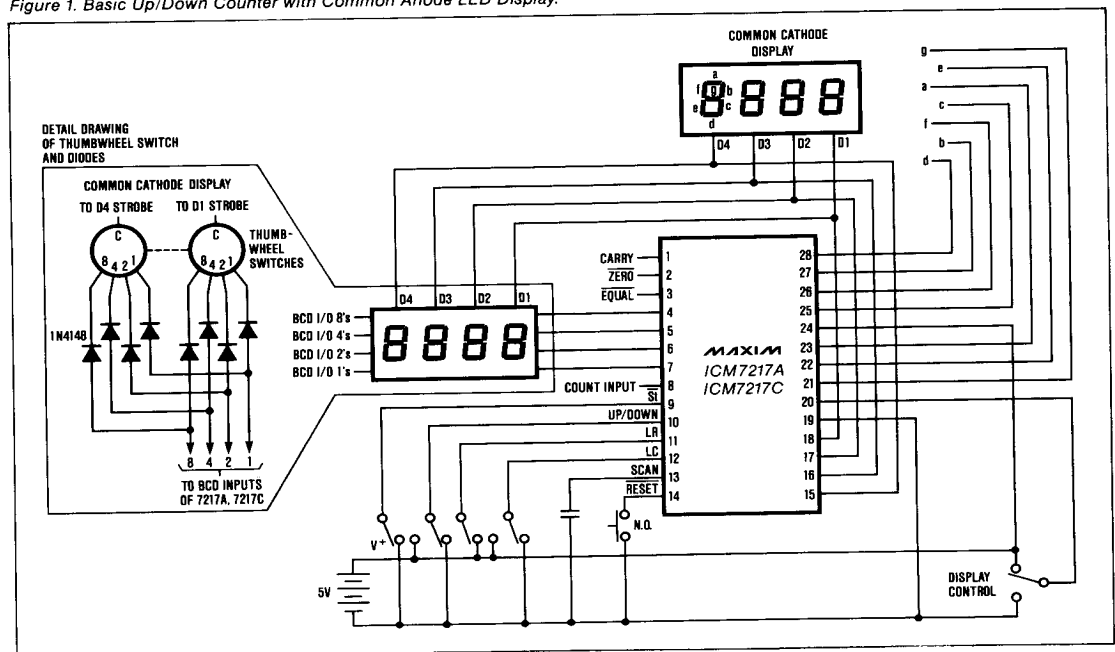 Figure 1. Basic Up/Down Counter with Common Anode LED Display.
COMMON CATHODE
DISPLAY
a
f g b
e c
d
D4 D3 D2 D1
g
e
a
c
f
b
d
DETAIL DRAWING
OF THUMBWHEEL SWITCH
AND DIODES
COMMON CATHODE DISPLAY
TO D4 STROBE TO D1 STROBE
C C
8 4 2 1 8 4 2 1
THUMB-
WHEEL
SWITCHES
1N4148
8 4 2 1
TO BCD INPUTS
OF 7217A, 7217C
D4 D3 D2 D1
BCD I/O 8's
BCD I/O 4's
BCD I/O 2's
BCD I/O 1's
8888
CARRY 1
ZERO 2
EQUAL 3
4
5
6
7
COUNT INPUT 8
SI 9
UP/DOWN 10
LR 11
LC 12
SCAN 13
RESET 14
MAXIM
ICM7217A
ICM7217C
28
27
26
25
24
23
22
21
20
19
18
17
16
15
N.O.
V+
5V
DISPLAY
CONTROL